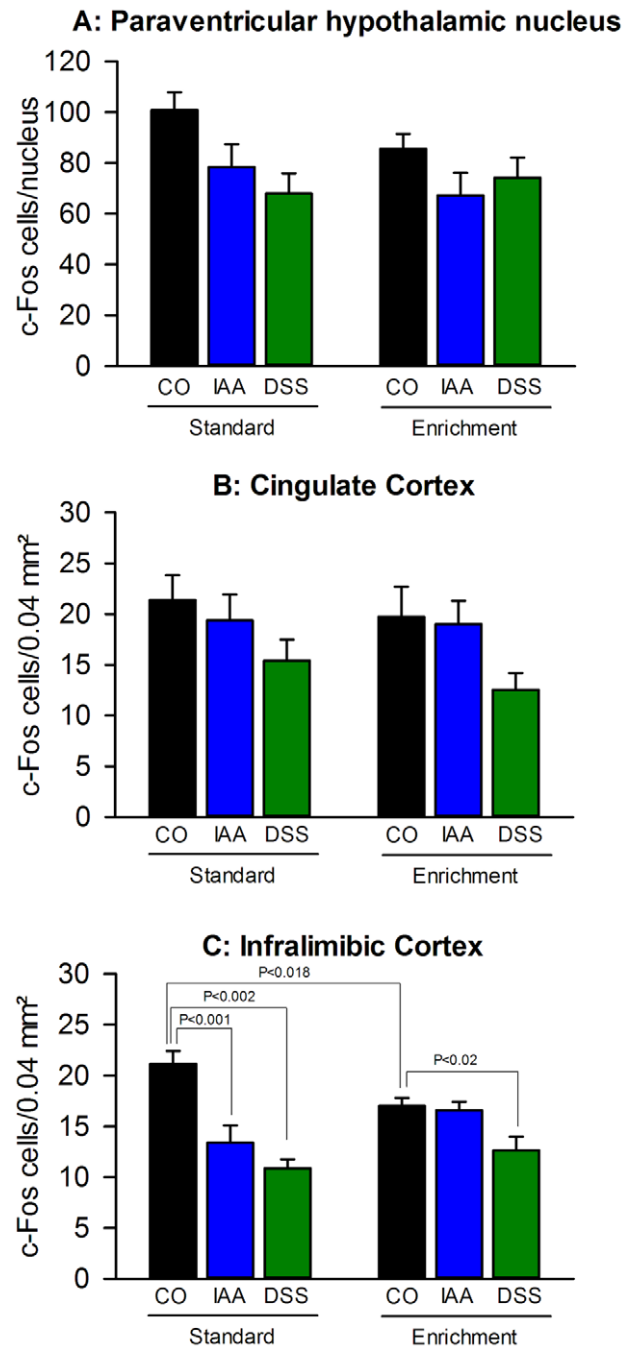 A: Paraventricular hypothalamic nucleus
c-Fos cells/nucleus
120
100
80
60
40
20
0
CO IAA DSS CO IAA DSS
Standard Enrichment
B: Cingulate Cortex
c-Fos cells/0.04 mm²
30
25
20
15
10
5
0
CO IAA DSS CO IAA DSS
Standard Enrichment
C: Infralimibic Cortex
c-Fos cells/0.04 mm²
30
25
20
15
10
5
0
P<0.018
P<0.002
P<0.001
P<0.02
CO IAA DSS CO IAA DSS
Standard Enrichment